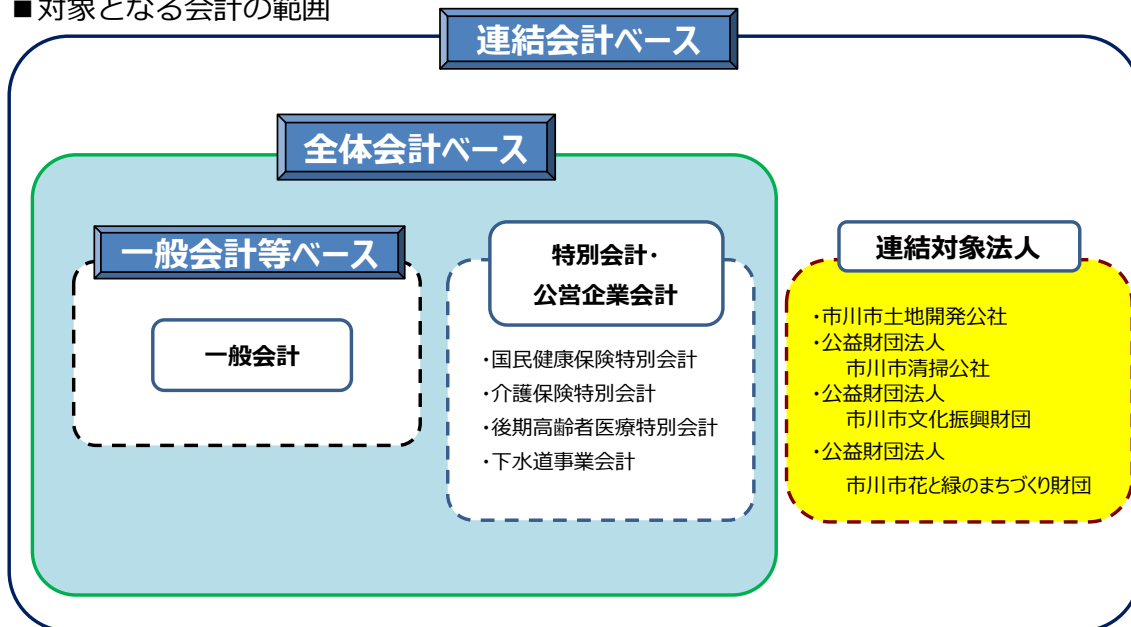 ■対象となる会計の範囲
連結会計ベース
全体会計ベース
一般会計等ベース
一般会計
特別会計・
公営企業会計
・国民健康保険特別会計
・介護保険特別会計
・後期高齢者医療特別会計
・下水道事業会計
連結対象法人
・市川市土地開発公社
・公益財団法人
市川市清掃公社
・公益財団法人
市川市文化振興財団
・公益財団法人
市川市花と緑のまちづくり財団